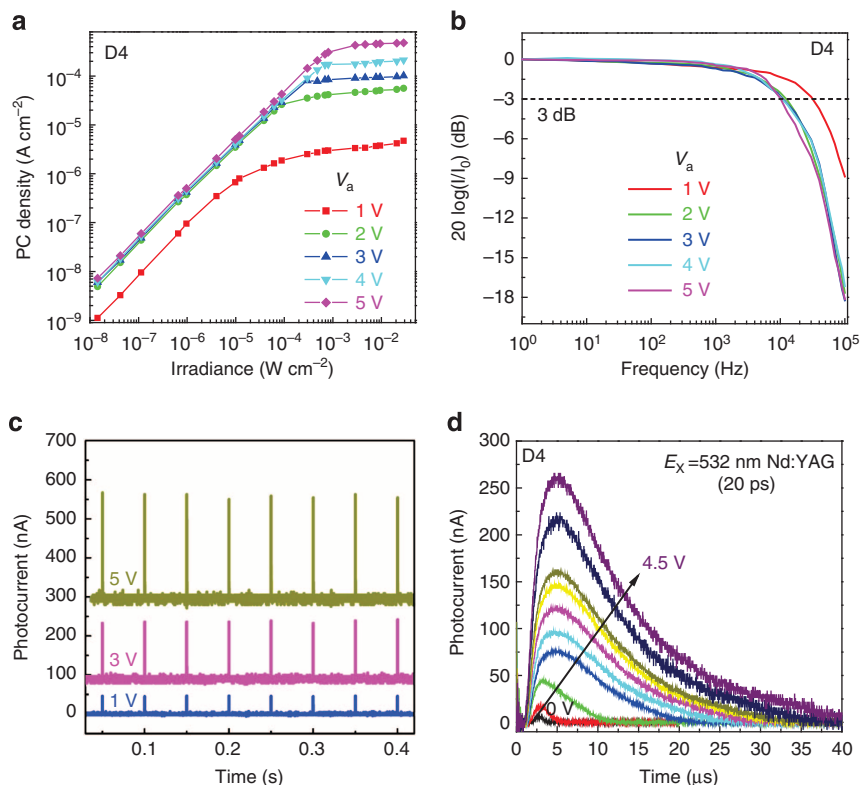 a
D4
PC density (A cm⁻²)
10⁻⁴
10⁻⁵
10⁻⁶
10⁻⁷
10⁻⁸
10⁻⁹
Vₐ
1 V
2 V
3 V
4 V
5 V
10⁻⁸ 10⁻⁷ 10⁻⁶ 10⁻⁵ 10⁻⁴ 10⁻³ 10⁻²
Irradiance (W cm⁻²)
b
D4
20 log(I/I₀) (dB)
0
−3
−6
−9
−12
−15
−18
3 dB
Vₐ
1 V
2 V
3 V
4 V
5 V
10⁰ 10¹ 10² 10³ 10⁴ 10⁵
Frequency (Hz)
c
Photocurrent (nA)
700
600
500
400
300
200
100
0
5 V
3 V
1 V
0.1 0.2 0.3 0.4
Time (s)
d
D4
Eₓ =532 nm Nd:YAG
(20 ps)
Photocurrent (nA)
300
250
200
150
100
50
0
4.5 V
0 V
0 5 10 15 20 25 30 35 40
Time (μs)